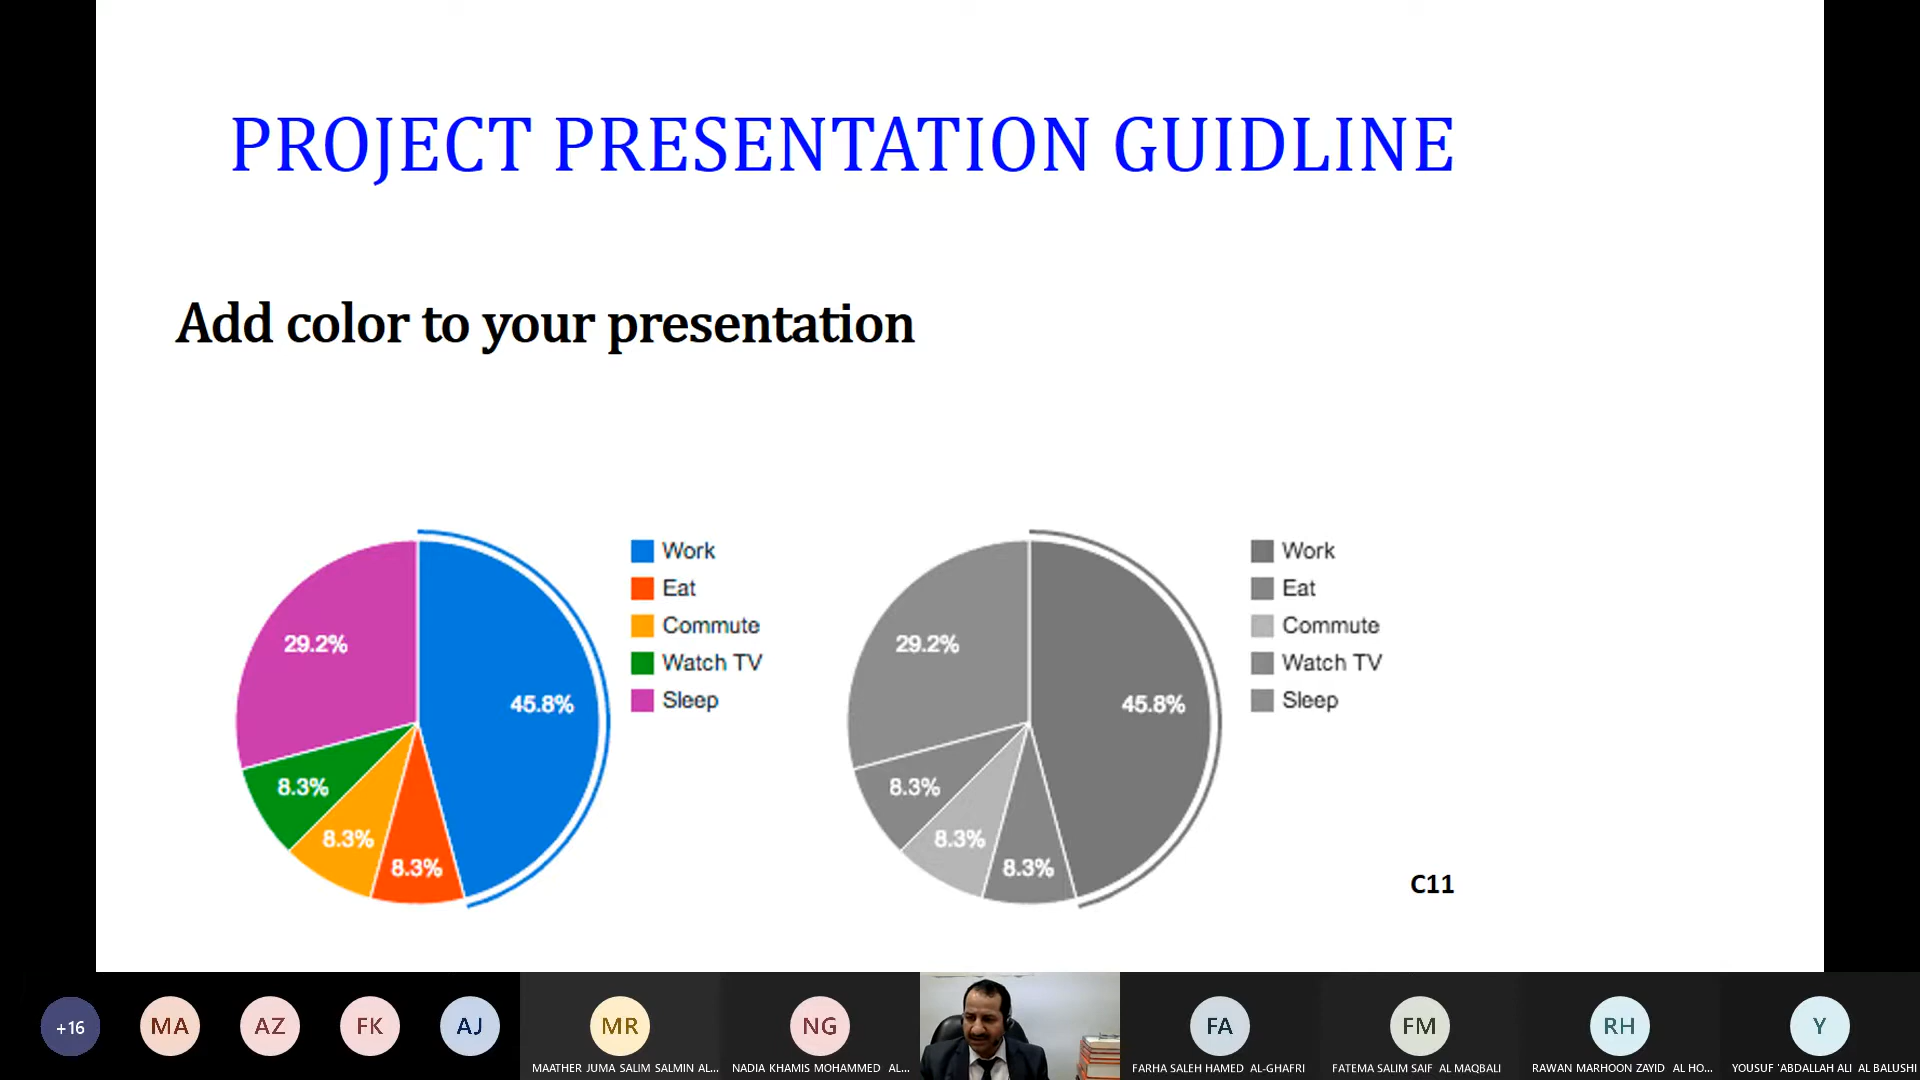 PROJECT PRESENTATION GUIDLINE
Add color to your presentation
Work
Eat
Commute
Watch TV
Sleep
29.2%
45.8%
8.3%
8.3%
8.3%
Work
Eat
Commute
Watch TV
Sleep
29.2%
45.8%
8.3%
8.3%
8.3%
C11
+16
MA
AZ
FK
AJ
MR
NG
FA
FM
RH
Y
MAATHER JUMA SALIM SALMIN AL...
NADIA KHAMIS MOHAMMED AL...
FARHA SALEH HAMED AL-GHAFRI
FATEMA SALIM SAIF AL MAQBALI
RAWAN MARHOON ZAYID AL HO...
YOUSUF 'ABDALLAH ALI AL BALUSHI